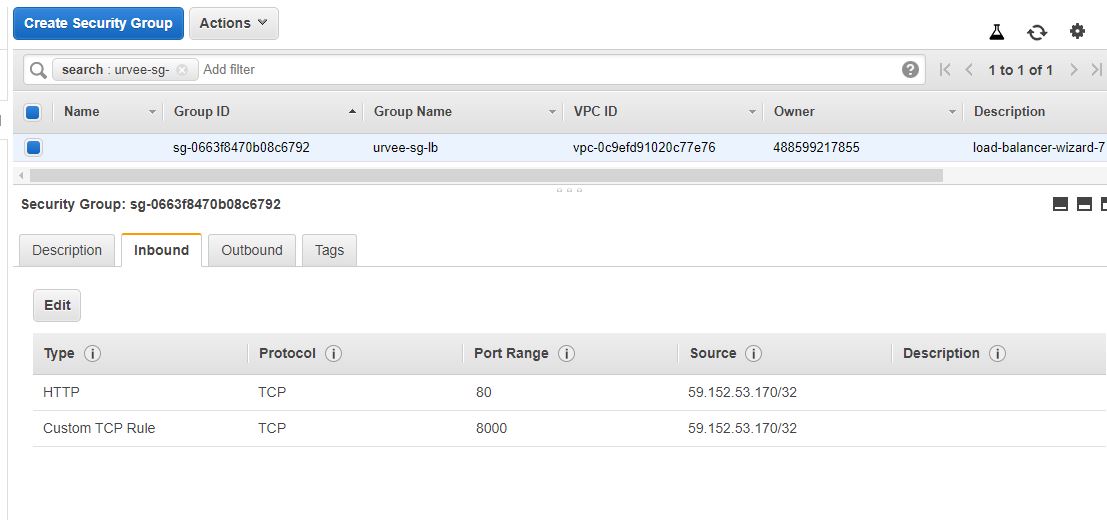 Create Security Group Actions
search : urvee-sg- Add filter 1 to 1 of 1
Name Group ID Group Name VPC ID Owner Description
sg-0663f8470b08c6792 urvee-sg-lb vpc-0c9efd91020c77e76 488599217855 load-balancer-wizard-7
Security Group: sg-0663f8470b08c6792
Description Inbound Outbound Tags
Edit
Type Protocol Port Range Source Description
HTTP TCP 80 59.152.53.170/32
Custom TCP Rule TCP 8000 59.152.53.170/32